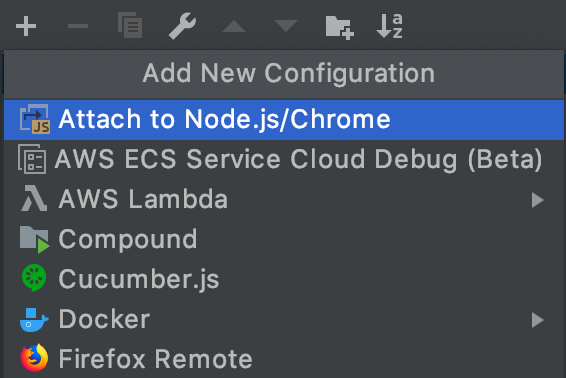 Add New Configuration
Attach to Node.js/Chrome
AWS ECS Service Cloud Debug (Beta)
AWS Lambda
Compound
Cucumber.js
Docker
Firefox Remote